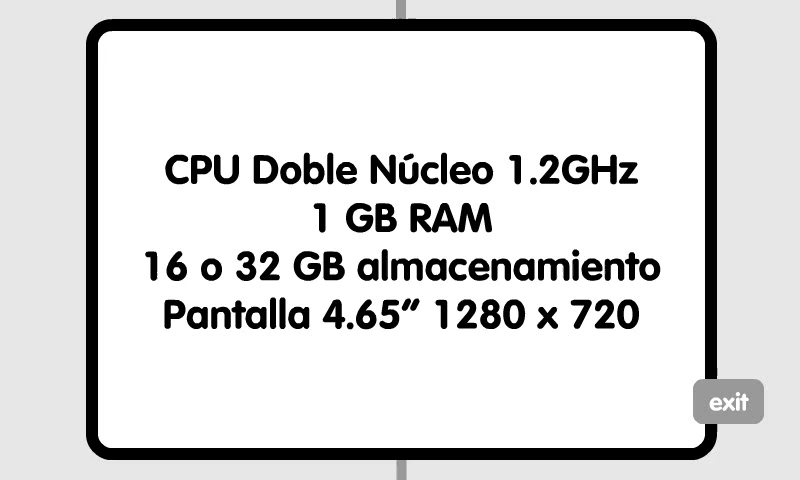 CPU Doble Núcleo 1.2GHz
1 GB RAM
16 o 32 GB almacenamiento
Pantalla 4.65” 1280 x 720
exit